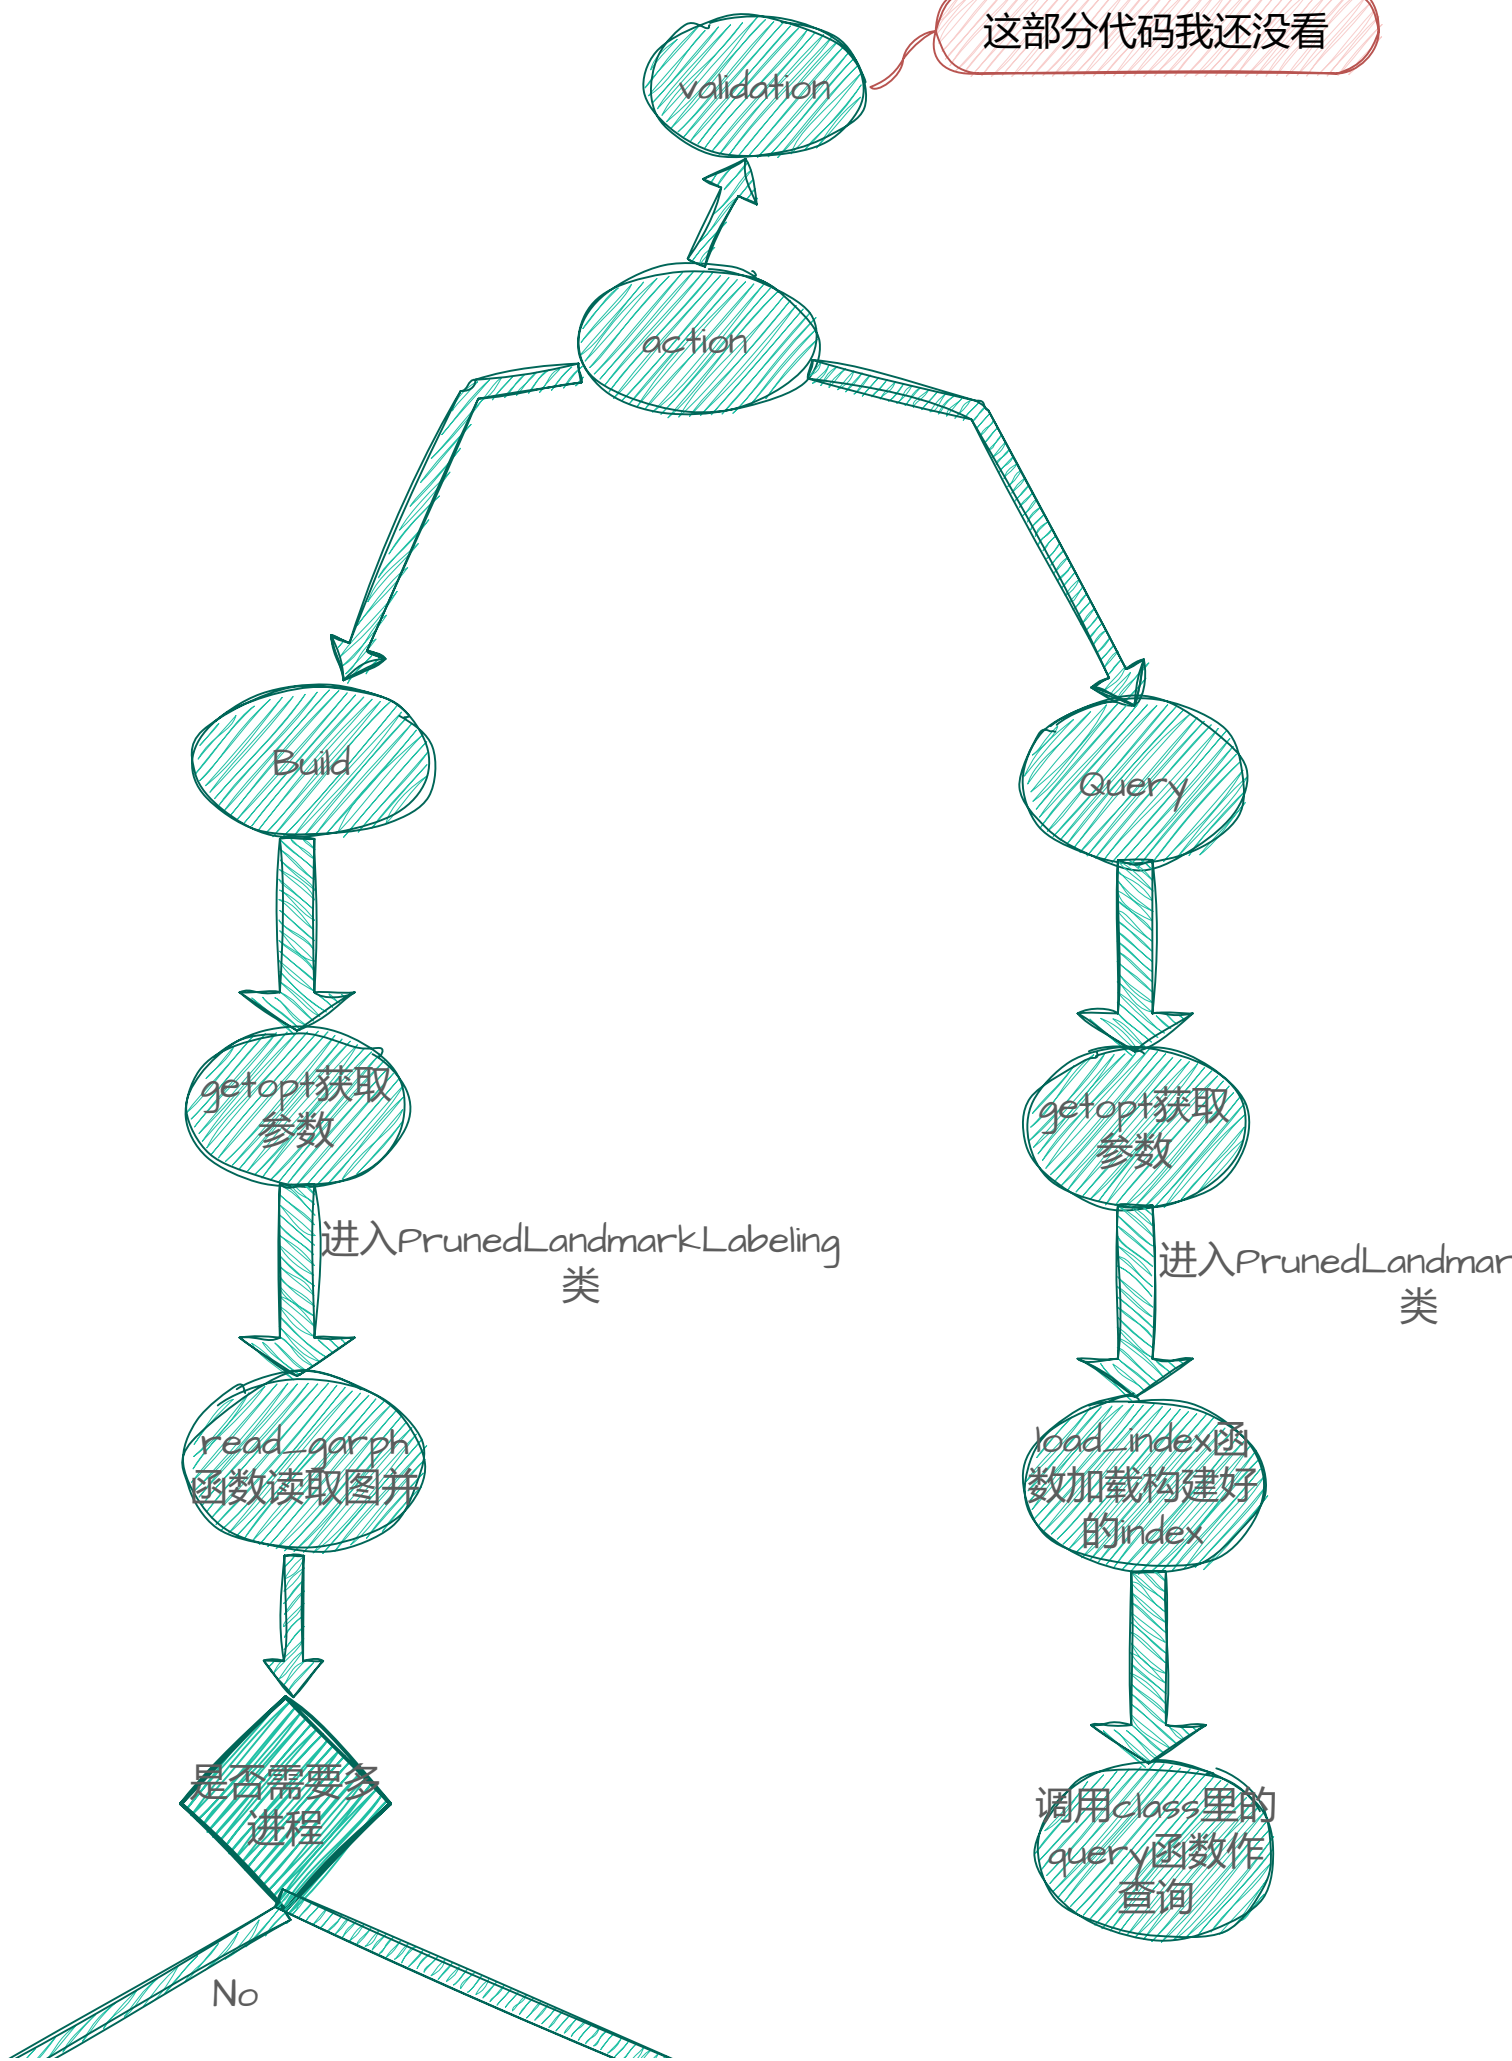 这部分代码我还没看
validation
action
Build
Query
getopt获取
参数
getopt获取
参数
进入PrunedLandmarkLabeling
类
进入PrunedLandmar
类
read_garph
函数读取图并
load_index函
数加载构建好
的index
是否需要多
进程
调用class里的
query函数作
查询
No